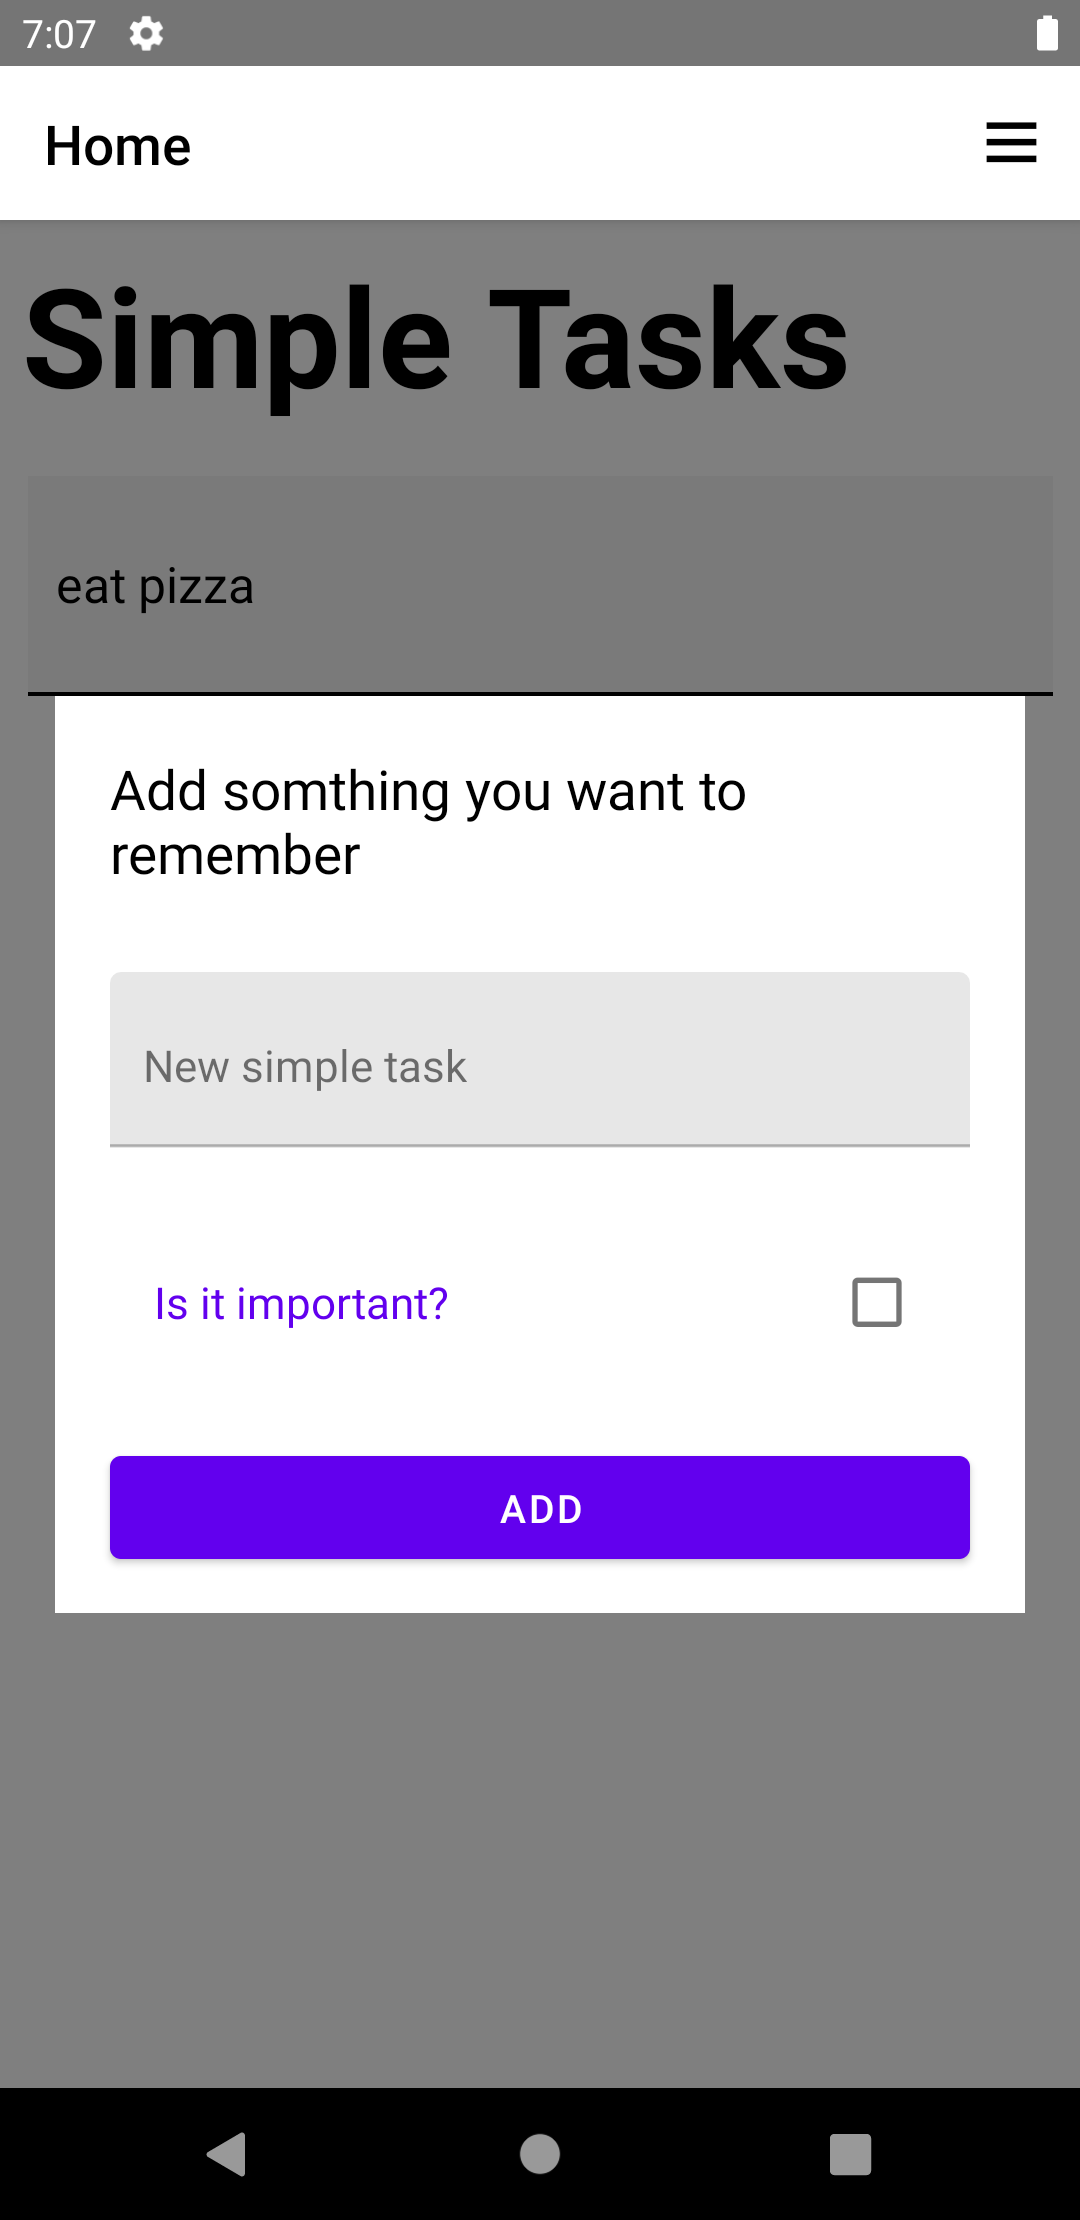 7:07
Home
Simple Tasks
eat pizza
Add somthing you want to
remember
New simple task
Is it important?
ADD